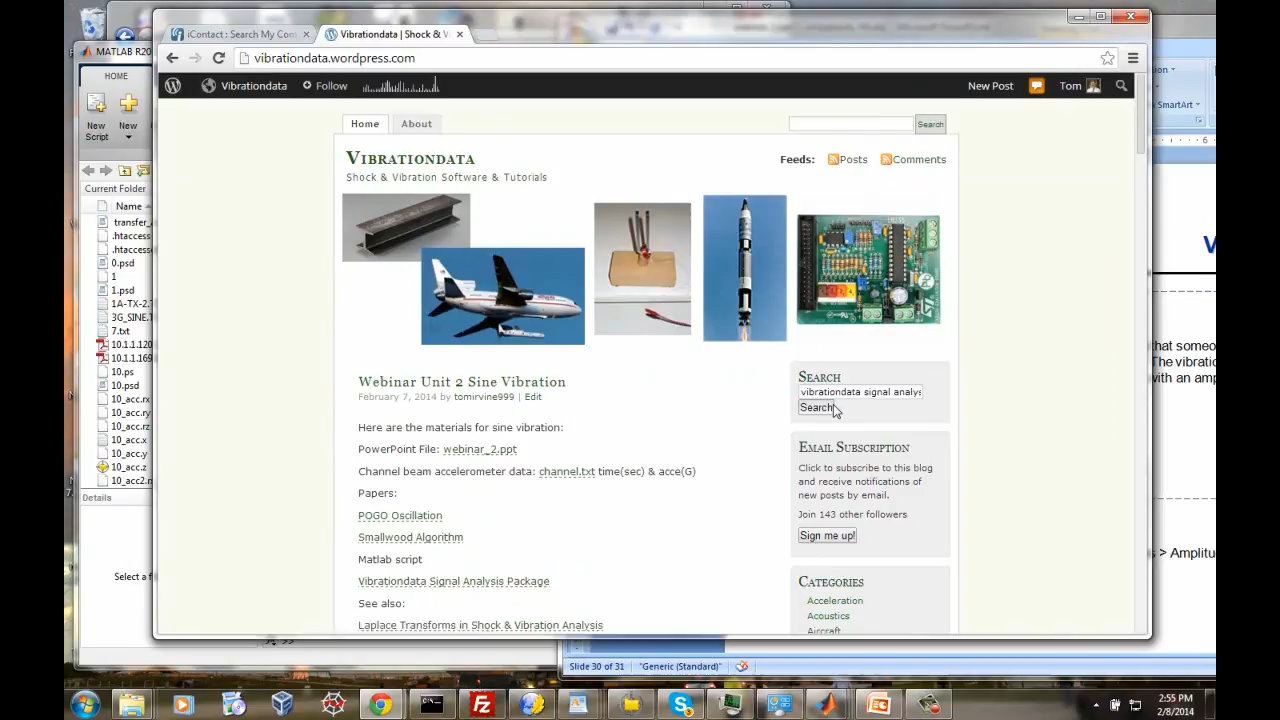 iContact : Search My Con
Vibrationdata | Shock & V
MATLAB R20
vibrationdata.wordpress.com
HOME
Vibrationdata
Follow
New Post
Tom
New Script
New
Home
About
Search
Vibrationdata
Feeds:
Posts
Comments
Shock & Vibration Software & Tutorials
Current Folder
Name
transfer_
.htaccess
.htaccess
0.psd
1
1.psd
1A-TX-2.
3G_SINE.
7.txt
10.1.1.120
10.1.1.169
10.ps
10.psd
10_acc.rx
10_acc.ry
10_acc.rz
10_acc.x
10_acc.y
10_acc.z
10_acc2.r
Details
Select a f
Webinar Unit 2 Sine Vibration
February 7, 2014 by tomirvine999 | Edit
Here are the materials for sine vibration:
PowerPoint File: webinar_2.ppt
Channel beam accelerometer data: channel.txt time(sec) & acce(G)
Papers:
POGO Oscillation
Smallwood Algorithm
Matlab script
Vibrationdata Signal Analysis Package
See also:
Laplace Transforms in Shock & Vibration Analysis
Search
vibrationdata signal analys
Search
Email Subscription
Click to subscribe to this blog
and receive notifications of
new posts by email.
Join 143 other followers
Sign me up!
Categories
Acceleration
Acoustics
Aircraft
SmartArt
that someo
The vibratio
with an amp
s > Amplitu
Slide 30 of 31
"Generic (Standard)"
2:55 PM
2/8/2014